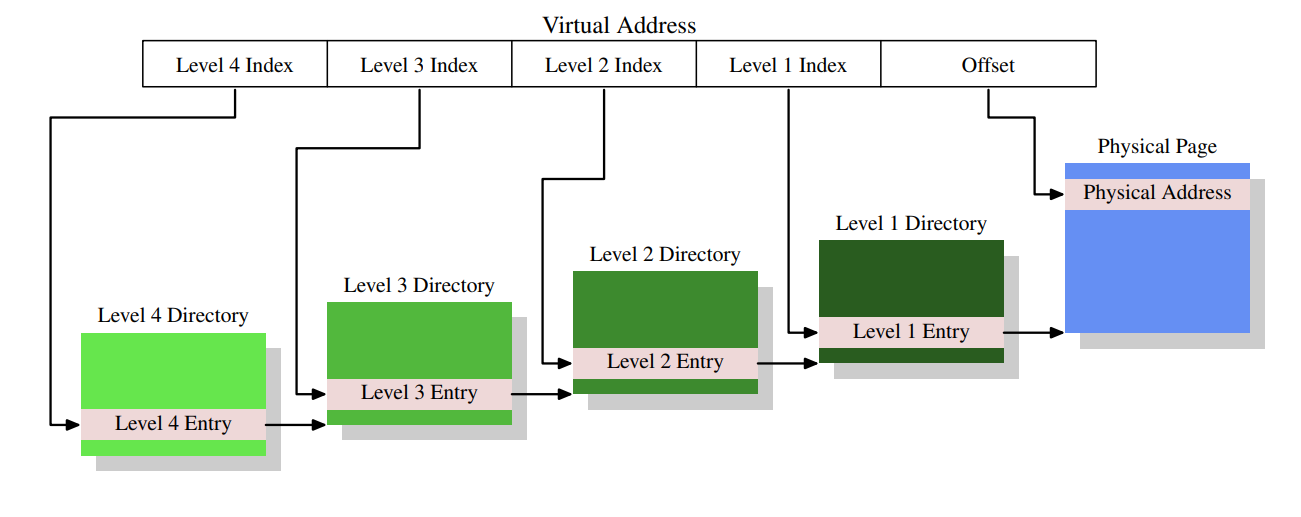 Virtual Address
Level 4 Index
Level 3 Index
Level 2 Index
Level 1 Index
Offset
Physical Page
Physical Address
Level 1 Directory
Level 1 Entry
Level 2 Directory
Level 2 Entry
Level 3 Directory
Level 3 Entry
Level 4 Directory
Level 4 Entry